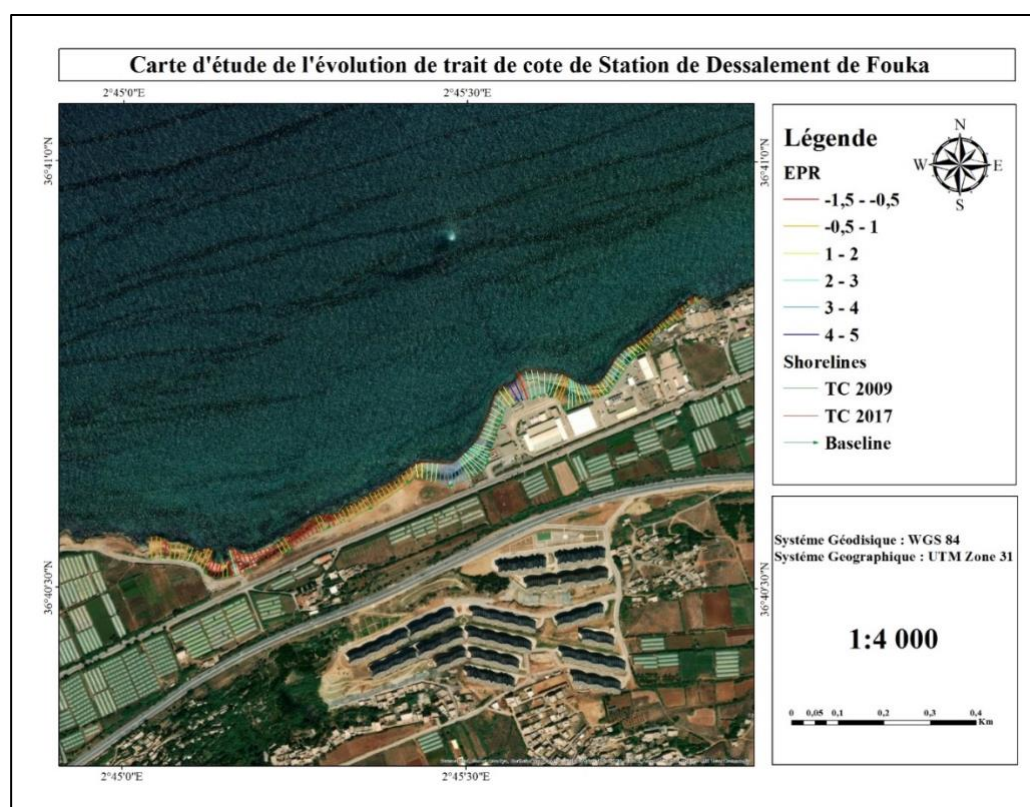 Carte d'étude de l'évolution de trait de cote de Station de Dessalement de Fouka
2°45'0"E 2°45'30"E
36°41'0"N 36°41'0"N
36°40'30"N 36°40'30"N
2°45'0"E 2°45'30"E
Légende
N
W E
S
EPR
-1,5 - -0,5
-0,5 - 1
1 - 2
2 - 3
3 - 4
4 - 5
Shorelines
TC 2009
TC 2017
Baseline
Systéme Géodisique : WGS 84
Systéme Geographique : UTM Zone 31
1:4 000
0 0,05 0,1 0,2 0,3 0,4
Km